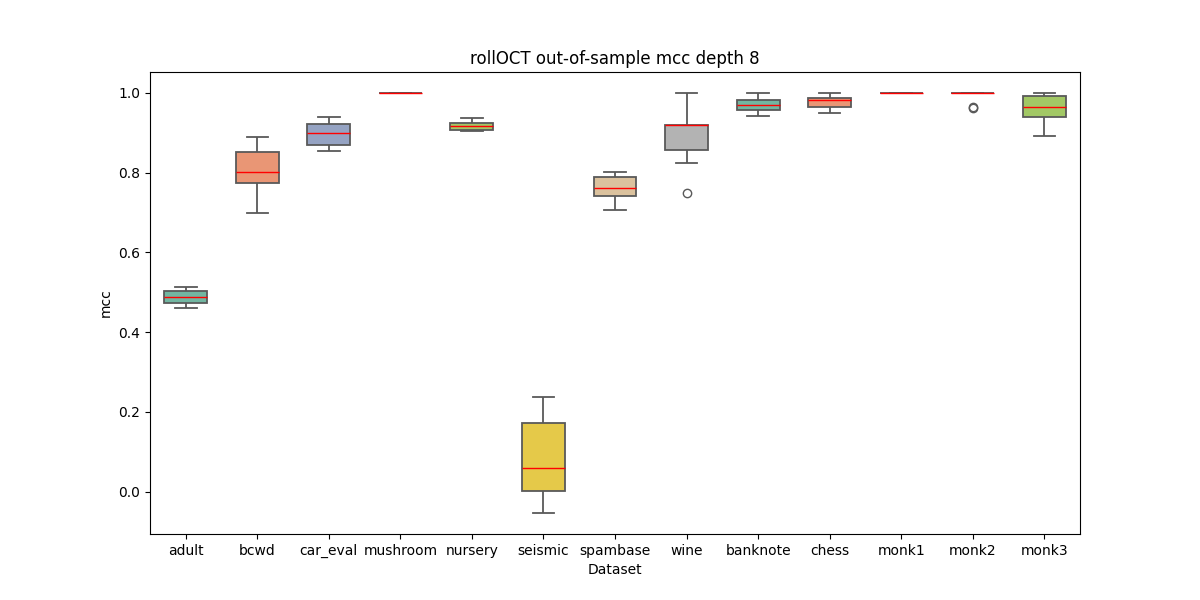 rollOCT out-of-sample mcc depth 8
mcc
1.0
0.8
0.6
0.4
0.2
0.0
adult bcwd car_eval mushroom nursery seismic spambase wine banknote chess monk1 monk2 monk3
Dataset